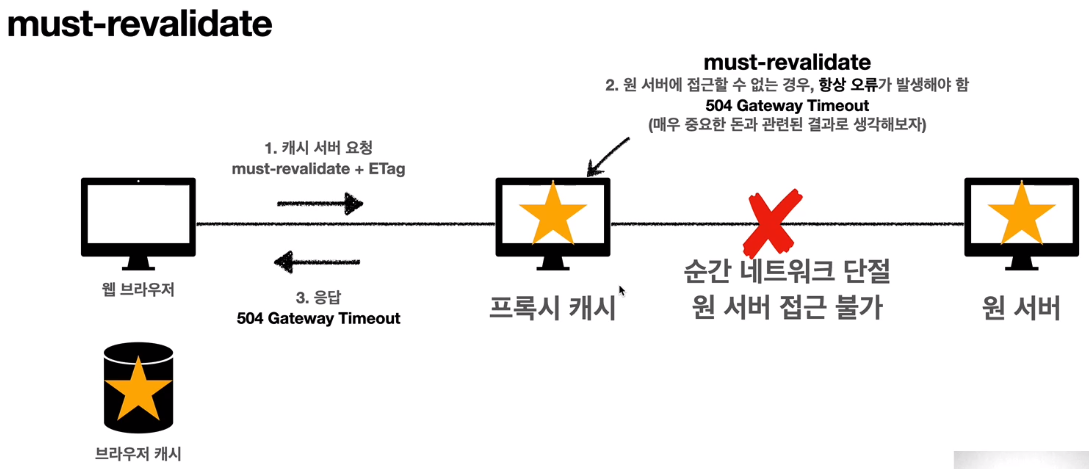 must-revalidate
must-revalidate
2. 원 서버에 접근할 수 없는 경우, 항상 오류가 발생해야 함
504 Gateway Timeout
(매우 중요한 돈과 관련된 결과로 생각해보자)
1. 캐시 서버 요청
must-revalidate + ETag
웹 브라우저
3. 응답
504 Gateway Timeout
프록시 캐시
순간 네트워크 단절
원 서버 접근 불가
원 서버
브라우저 캐시